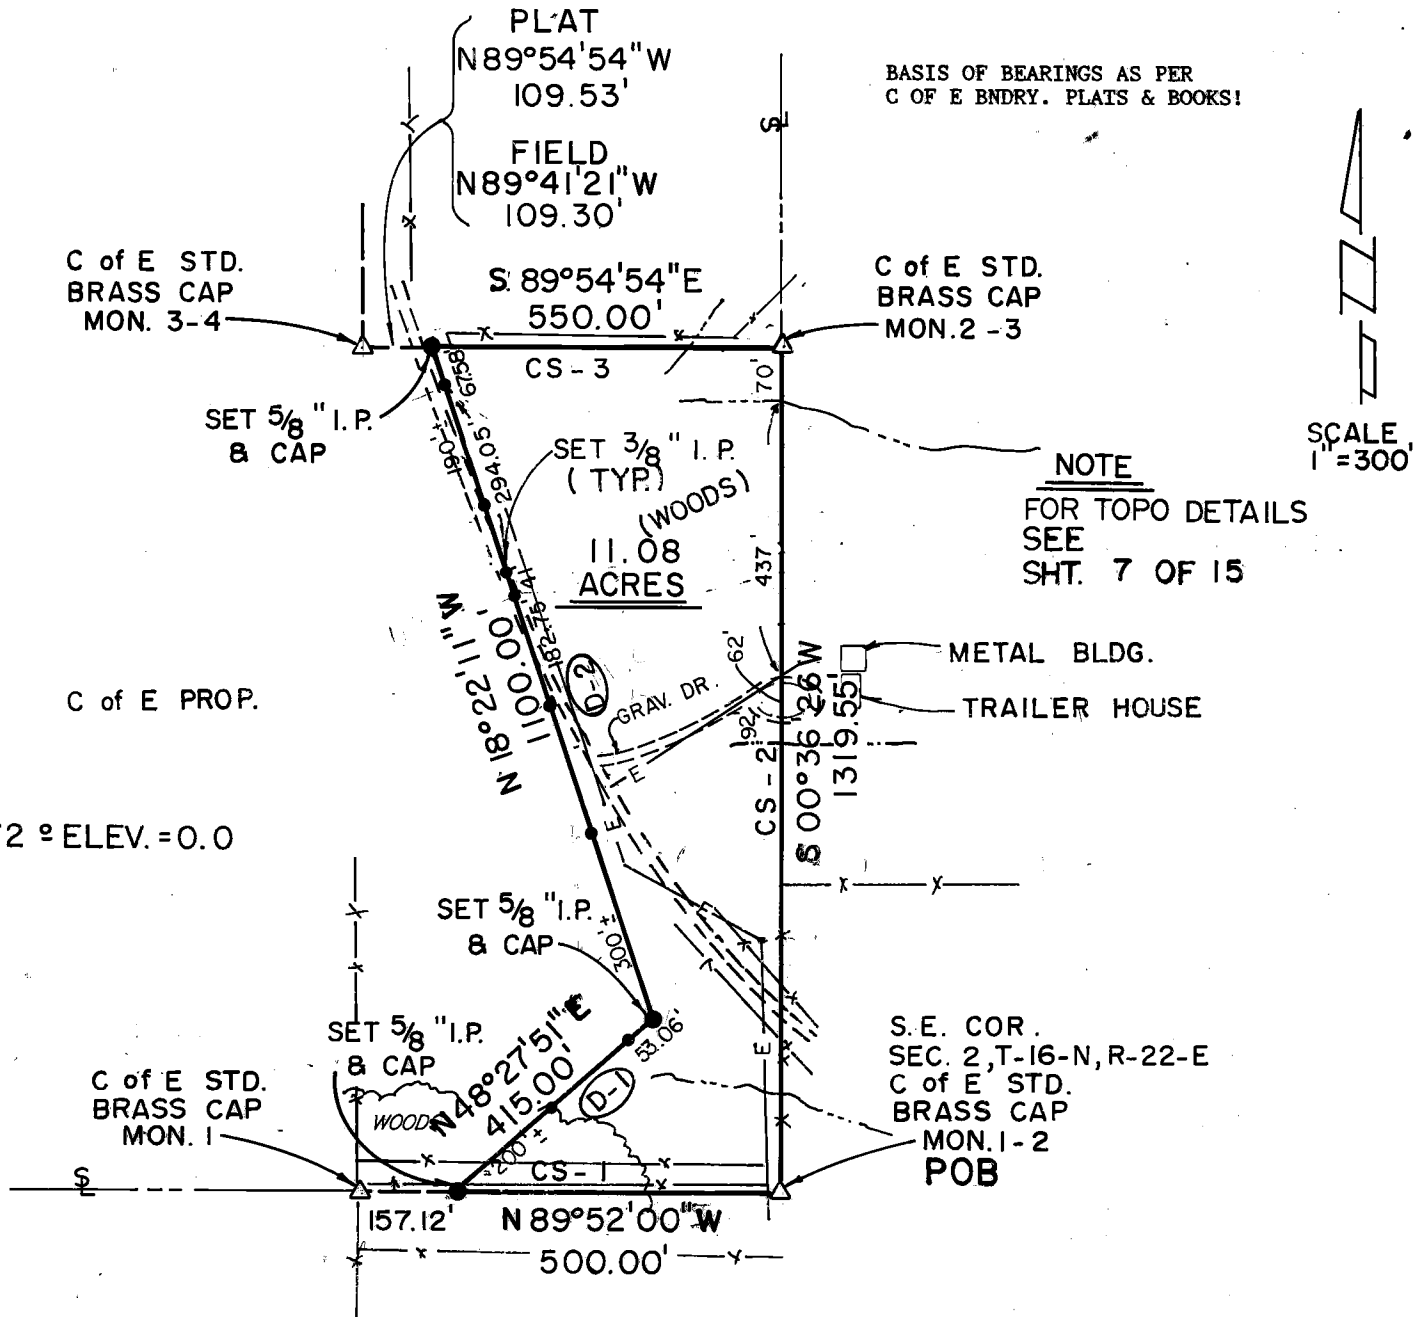 PLAT
N89°54'54"W
109.53'
FIELD
N89°41'21"W
109.30'
BASIS OF BEARINGS AS PER
C OF E BNDRY. PLATS & BOOKS!
C of E STD.
BRASS CAP
MON. 3-4
S 89°54'54"E
550.00'
C of E STD.
BRASS CAP
MON. 2-3
CS-3
70'
67.58'
SET 5/8" I.P.
& CAP
190'±
294.05'
SET 3/8" I.P.
(TYP.)
(WOODS)
11.08
ACRES
NOTE
FOR TOPO DETAILS
SEE
SHT. 7 OF 15
SCALE
1"=300'
437'
N 18°22'11" W
1100.00'
182.75'
D-2
62'
GRAV. DR.
92'
E
E
CS-2
S 00°36'26" W
1319.55'
METAL BLDG.
TRAILER HOUSE
C of E PROP.
2 º ELEV. = 0.0
SET 5/8" I.P.
& CAP
300'±
E
53.06'
SET 5/8" I.P.
& CAP
N48°27'51"E
415.00'
D-1
WOODS
200'±
CS-1
C of E STD.
BRASS CAP
MON. 1
S.E. COR.
SEC. 2, T-16-N, R-22-E
C of E STD.
BRASS CAP
MON. 1-2
POB
157.12'
N 89°52'00" W
500.00'